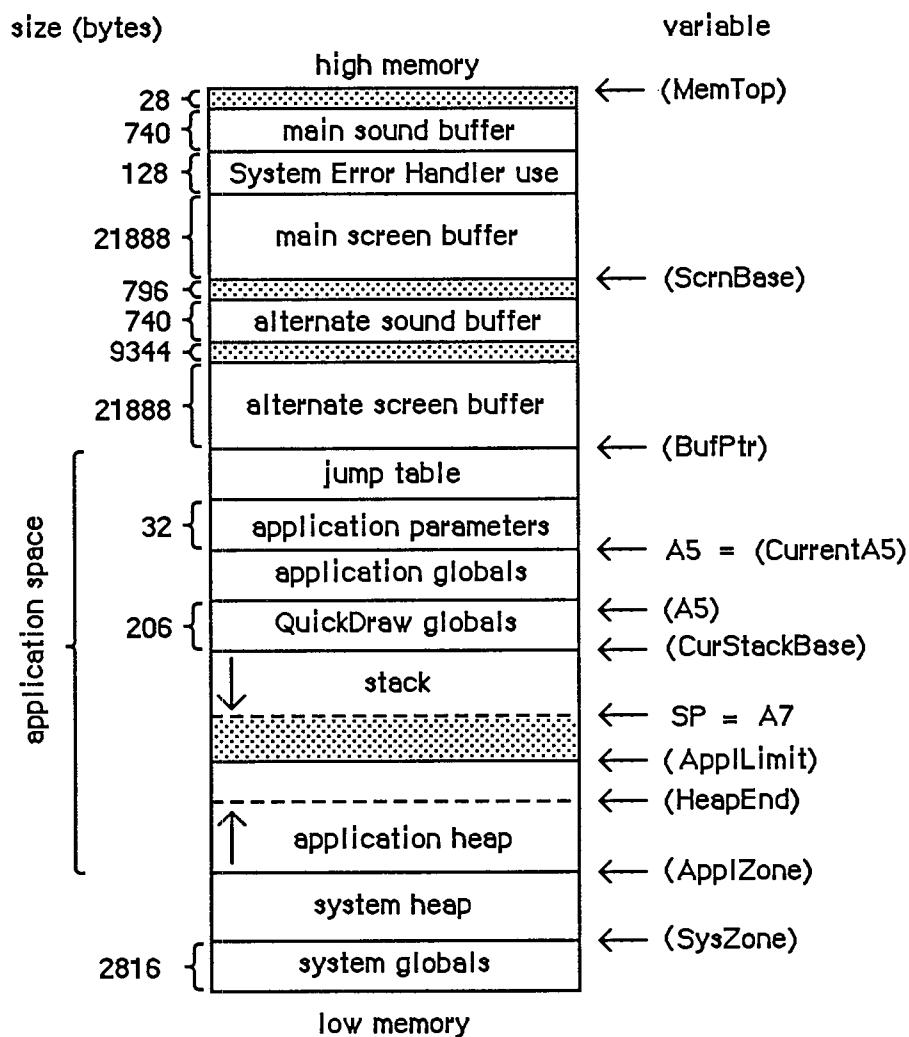 size (bytes) variable
high memory
(MemTop)
28
740 main sound buffer
128 System Error Handler use
21888 main screen buffer
(ScrnBase)
796
740 alternate sound buffer
9344
21888 alternate screen buffer
(BufPtr)
jump table
32 application parameters
A5 = (CurrentA5)
application globals
(A5)
206 QuickDraw globals
(CurStackBase)
stack
SP = A7
(ApplLimit)
(HeapEnd)
application heap
(ApplZone)
system heap
(SysZone)
2816 system globals
low memory
application space